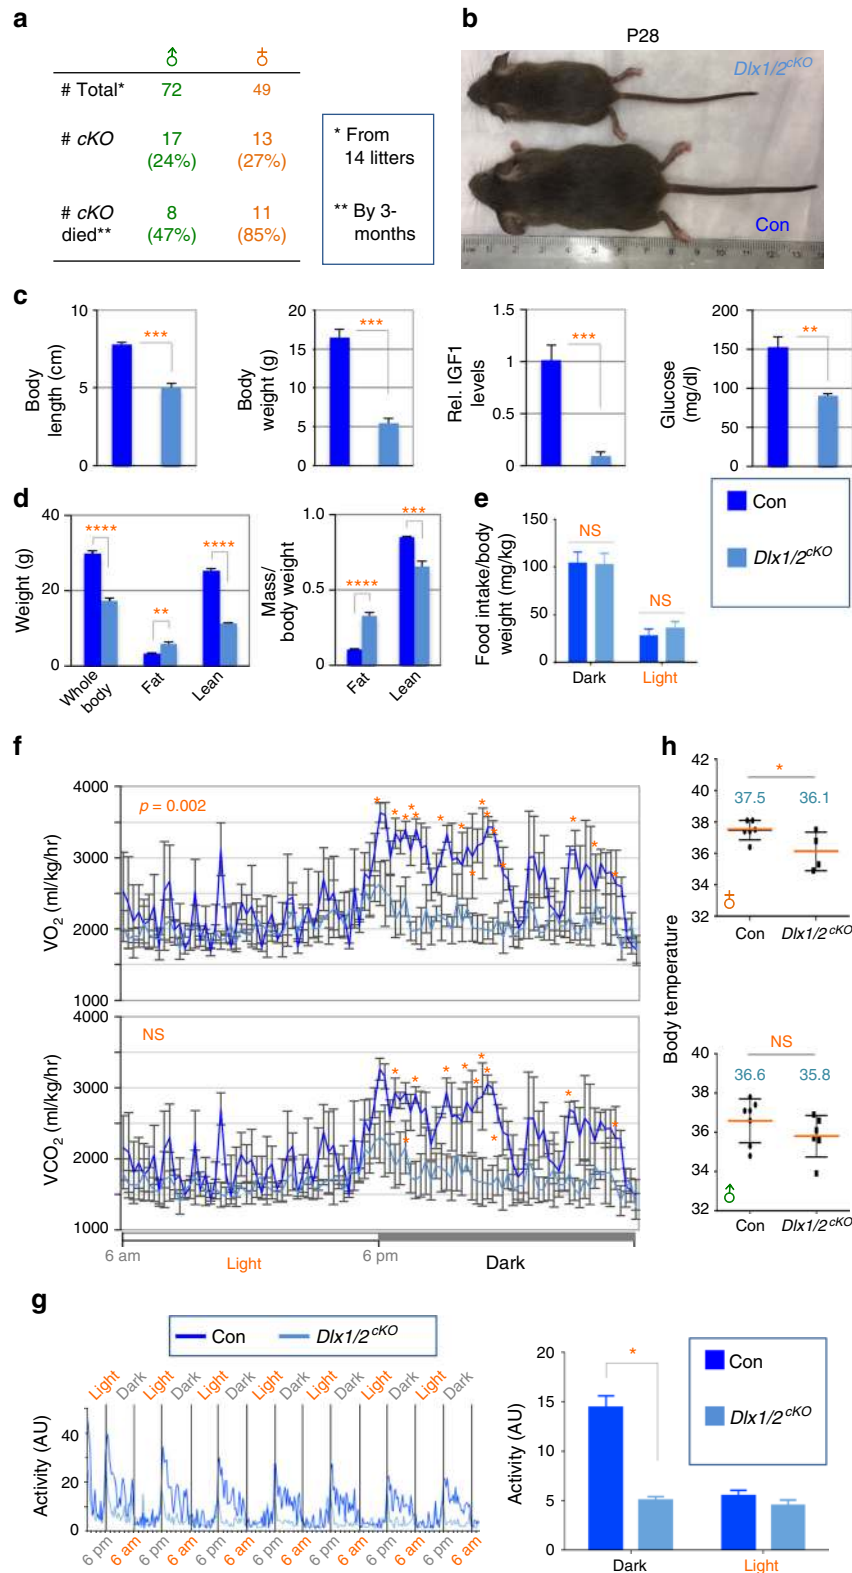 a
♂ ♀
# Total* 72 49
# cKO 17 13
(24%) (27%)
# cKO 8 11
died** (47%) (85%)
* From
14 litters
** By 3-
months
b
P28
Dlx1/2cKO
Con
c
Body
length (cm)
10
5
0
***
Body
weight (g)
20
15
10
5
0
***
Rel. IGF1
levels
1.5
1
0.5
0
***
Glucose
(mg/dl)
200
150
100
50
0
**
d
Weight (g)
40
20
0
****
**
****
Whole
body
Fat
Lean
Mass/
body weight
1.0
0.5
0
****
***
Fat
Lean
e
Food intake/body
weight (mg/kg)
150
100
50
0
NS
NS
Dark
Light
Con
Dlx1/2cKO
f
VO2 (ml/kg/hr)
4000
3000
2000
1000
p = 0.002
VCO2 (ml/kg/hr)
4000
3000
2000
1000
NS
6 am
Light
6 pm
Dark
h
Body temperature
42
40
38
36
34
32
*
37.5 36.1
♀
Con Dlx1/2cKO
40
38
36
34
32
NS
36.6 35.8
♂
Con Dlx1/2cKO
g
Con Dlx1/2cKO
Light Dark Light Dark Light Dark Light Dark Light Dark Light Dark Light Dark
Activity (AU)
40
20
0
6 pm 6 am 6 pm 6 am 6 pm 6 am 6 pm 6 am 6 pm 6 am 6 pm 6 am 6 pm 6 am
Activity (AU)
20
15
10
5
0
*
Dark
Light
Con
Dlx1/2cKO